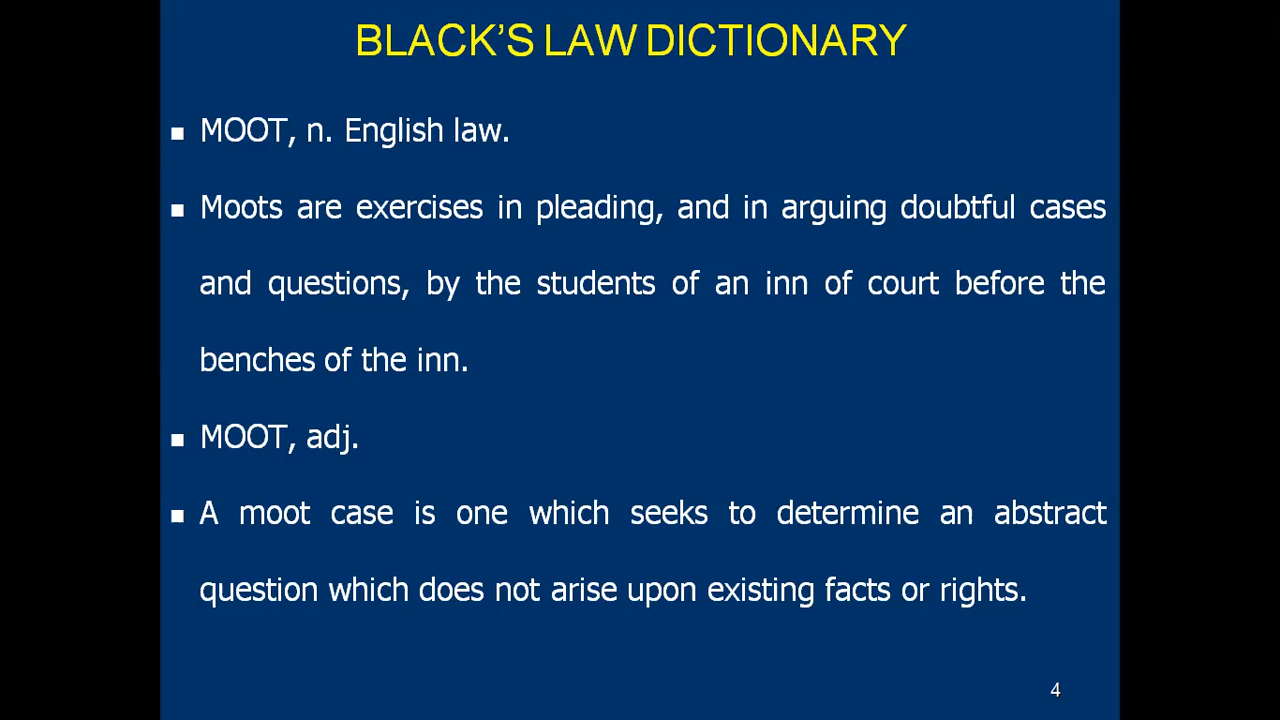 BLACK’S LAW DICTIONARY
▪ MOOT, n. English law.
▪ Moots are exercises in pleading, and in arguing doubtful cases
and questions, by the students of an inn of court before the
benches of the inn.
▪ MOOT, adj.
▪ A moot case is one which seeks to determine an abstract
question which does not arise upon existing facts or rights.
4